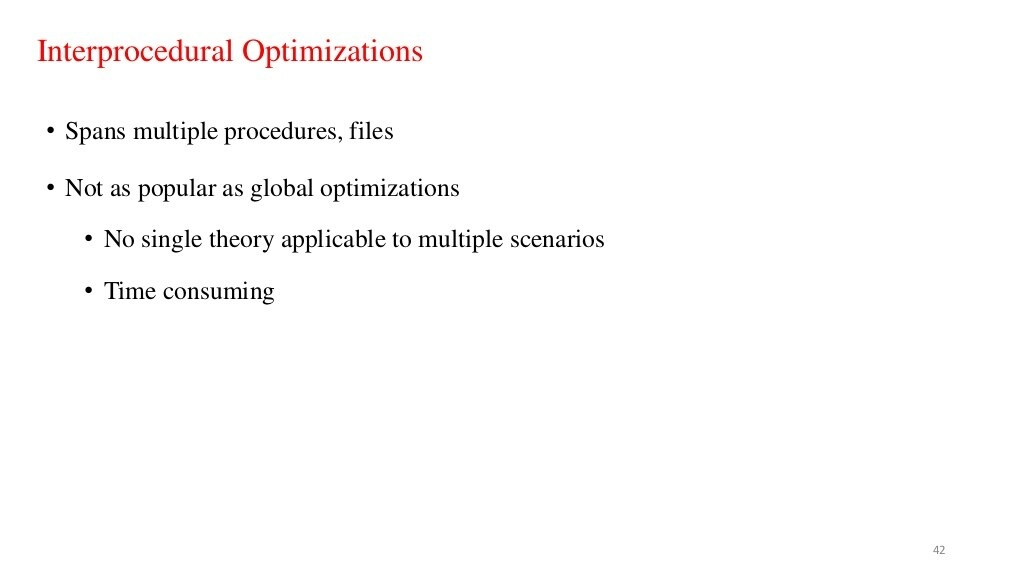 Interprocedural Optimizations
• Spans multiple procedures, files
• Not as popular as global optimizations
• No single theory applicable to multiple scenarios
• Time consuming
42